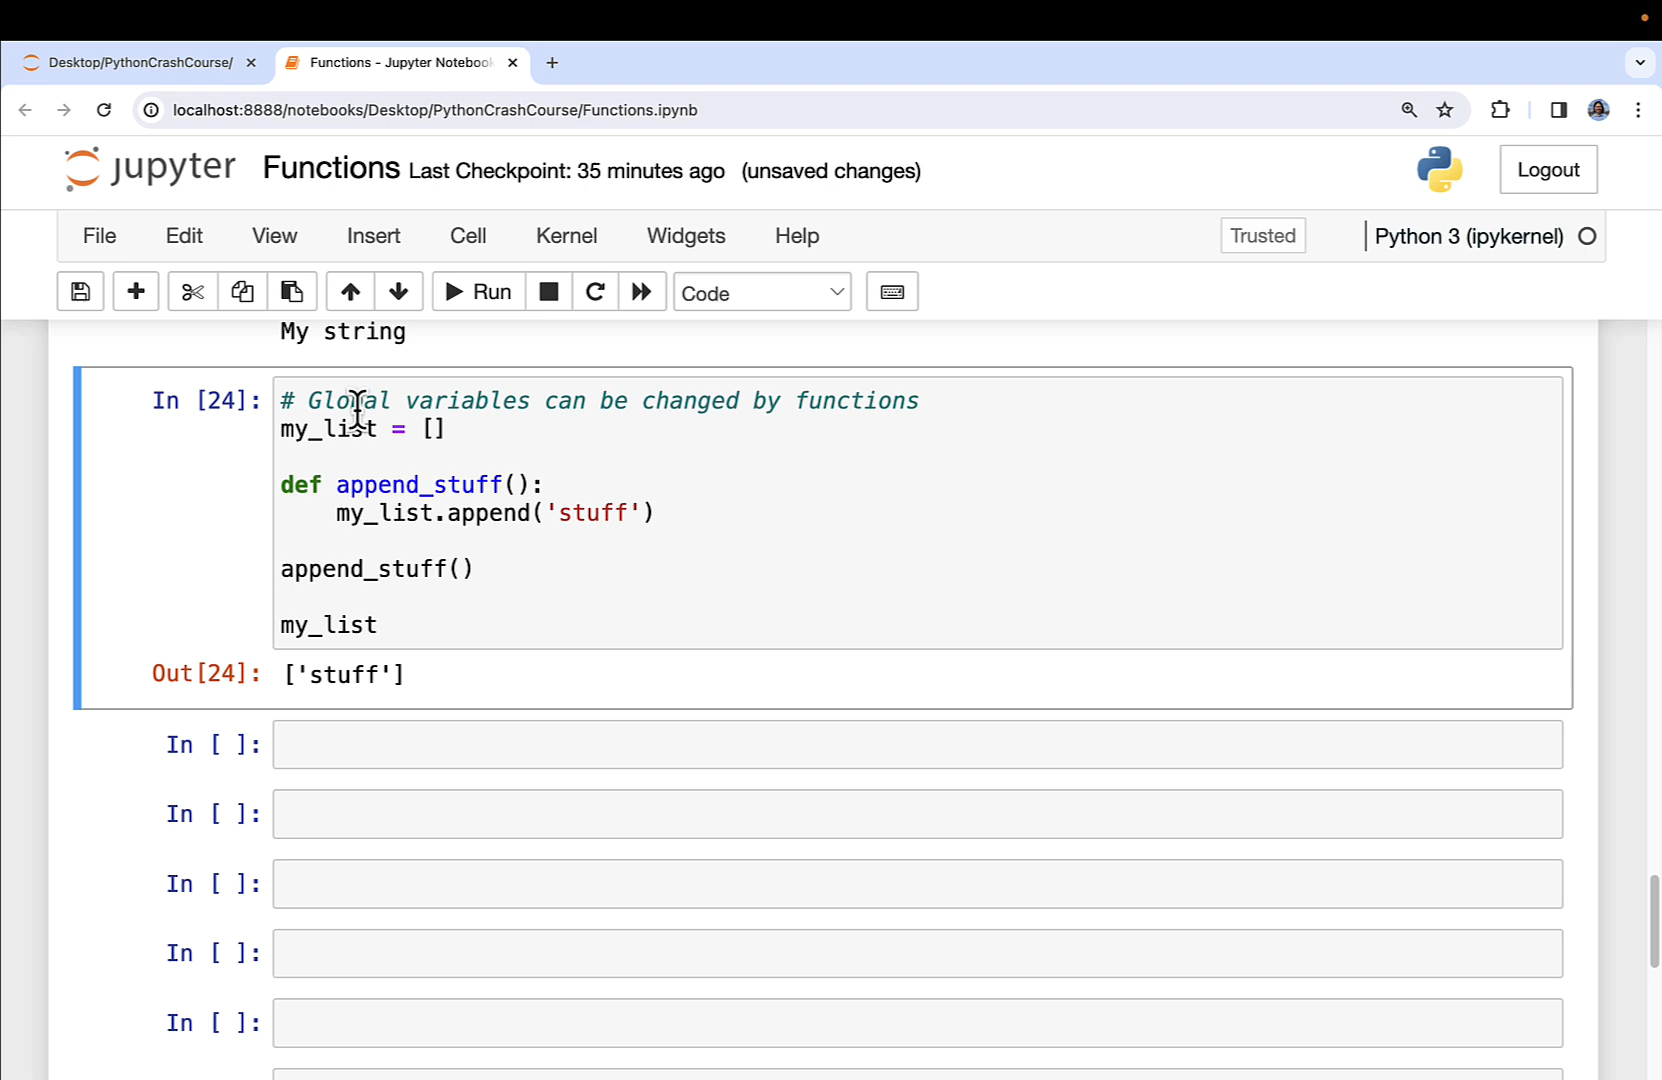 Desktop/PythonCrashCourse/
Functions - Jupyter Notebook
localhost:8888/notebooks/Desktop/PythonCrashCourse/Functions.ipynb
jupyter Functions Last Checkpoint: 35 minutes ago (unsaved changes)
Logout
File Edit View Insert Cell Kernel Widgets Help Trusted Python 3 (ipykernel)
Run Code
My string
In [24]: # Global variables can be changed by functions
my_list = []
def append_stuff():
    my_list.append('stuff')
append_stuff()
my_list
Out[24]: ['stuff']
In [ ]:
In [ ]:
In [ ]:
In [ ]:
In [ ]: